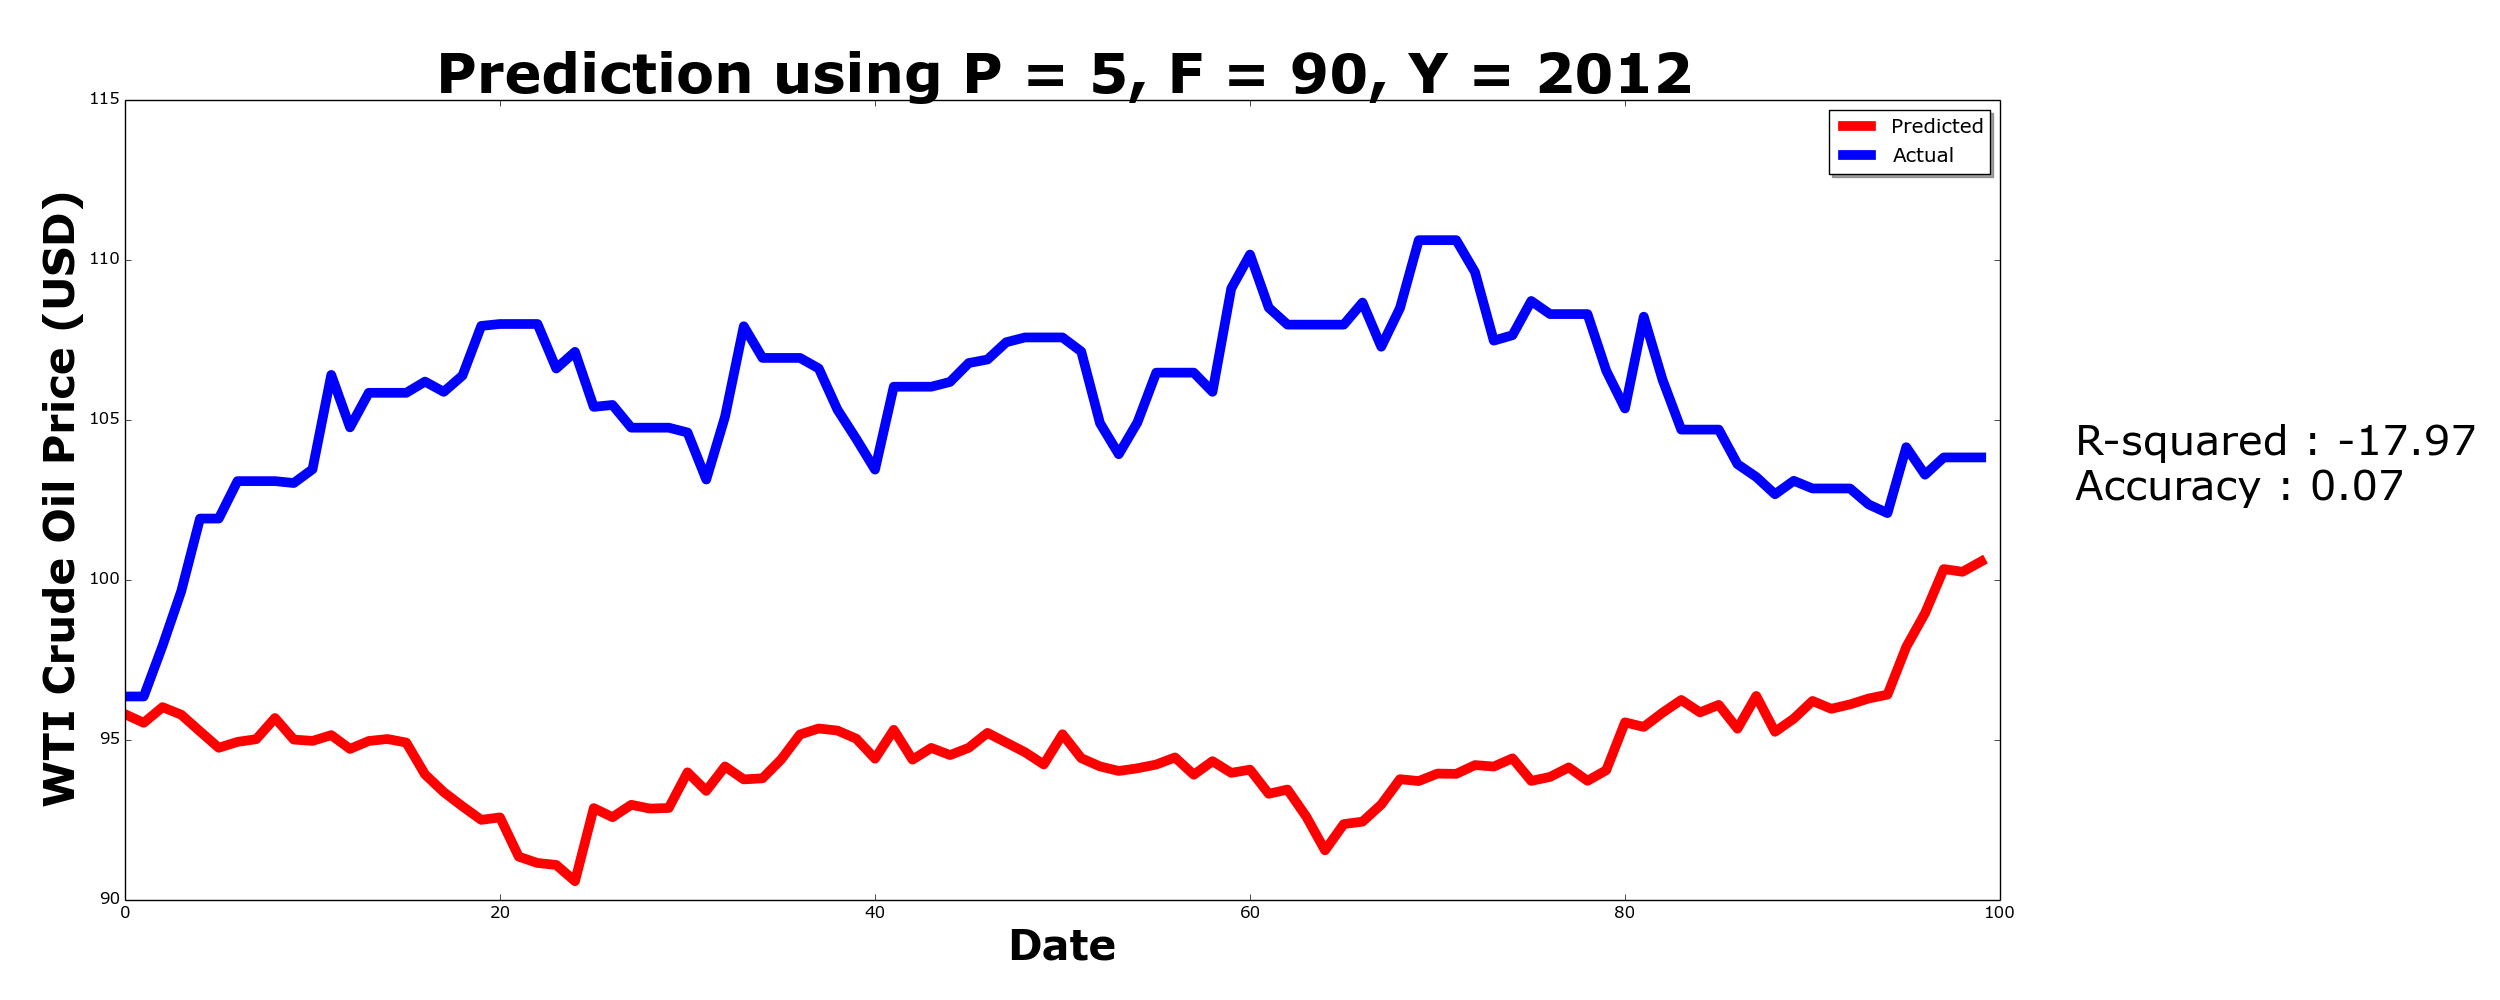 Prediction using P = 5, F = 90, Y = 2012
115
110
105
100
95
90
WTI Crude Oil Price (USD)
Predicted
Actual
R-squared : -17.97
Accuracy : 0.07
0 20 40 60 80 100
Date